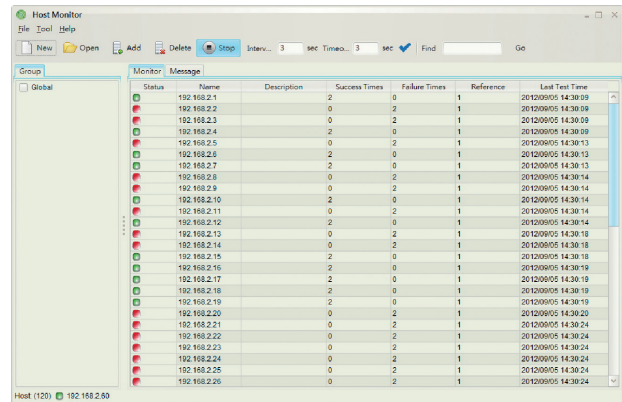 Host Monitor
File Tool Help
New Open Add Delete Stop Interv... 3 sec Timeo... 3 sec Find Go
Group Monitor Message
Global
Status Name Description Success Times Failure Times Reference Last Test Time
192.168.2.1 2 0 1 2012/09/05 14:30:09
192.168.2.2 0 2 1 2012/09/05 14:30:09
192.168.2.3 0 2 1 2012/09/05 14:30:09
192.168.2.4 2 0 1 2012/09/05 14:30:09
192.168.2.5 0 2 1 2012/09/05 14:30:13
192.168.2.6 2 0 1 2012/09/05 14:30:13
192.168.2.7 2 0 1 2012/09/05 14:30:13
192.168.2.8 0 2 1 2012/09/05 14:30:14
192.168.2.9 0 2 1 2012/09/05 14:30:14
192.168.2.10 2 0 1 2012/09/05 14:30:14
192.168.2.11 0 2 1 2012/09/05 14:30:14
192.168.2.12 2 0 1 2012/09/05 14:30:14
192.168.2.13 0 2 1 2012/09/05 14:30:18
192.168.2.14 0 2 1 2012/09/05 14:30:18
192.168.2.15 2 0 1 2012/09/05 14:30:18
192.168.2.16 2 0 1 2012/09/05 14:30:19
192.168.2.17 2 0 1 2012/09/05 14:30:19
192.168.2.18 2 0 1 2012/09/05 14:30:19
192.168.2.19 2 0 1 2012/09/05 14:30:19
192.168.2.20 0 2 1 2012/09/05 14:30:20
192.168.2.21 0 2 1 2012/09/05 14:30:24
192.168.2.22 0 2 1 2012/09/05 14:30:24
192.168.2.23 0 2 1 2012/09/05 14:30:24
192.168.2.24 0 2 1 2012/09/05 14:30:24
192.168.2.25 0 2 1 2012/09/05 14:30:24
192.168.2.26 0 2 1 2012/09/05 14:30:24
Host: (120) 192.168.2.60